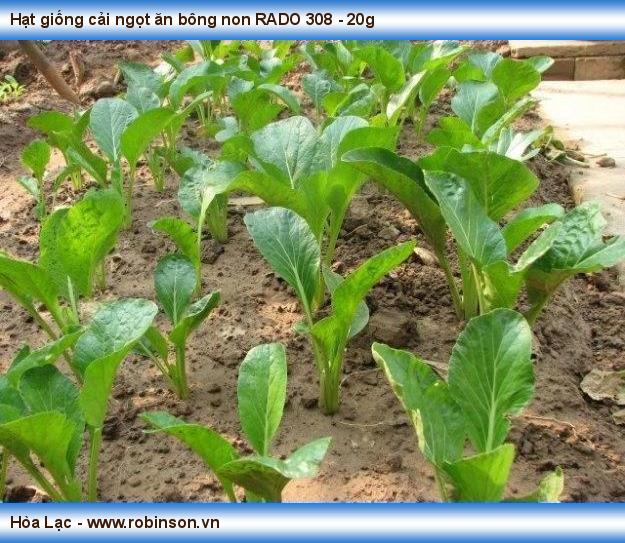 Hạt giống cải ngọt ăn bông non RADO 308 - 20g
Hòa Lạc - www.robinson.vn